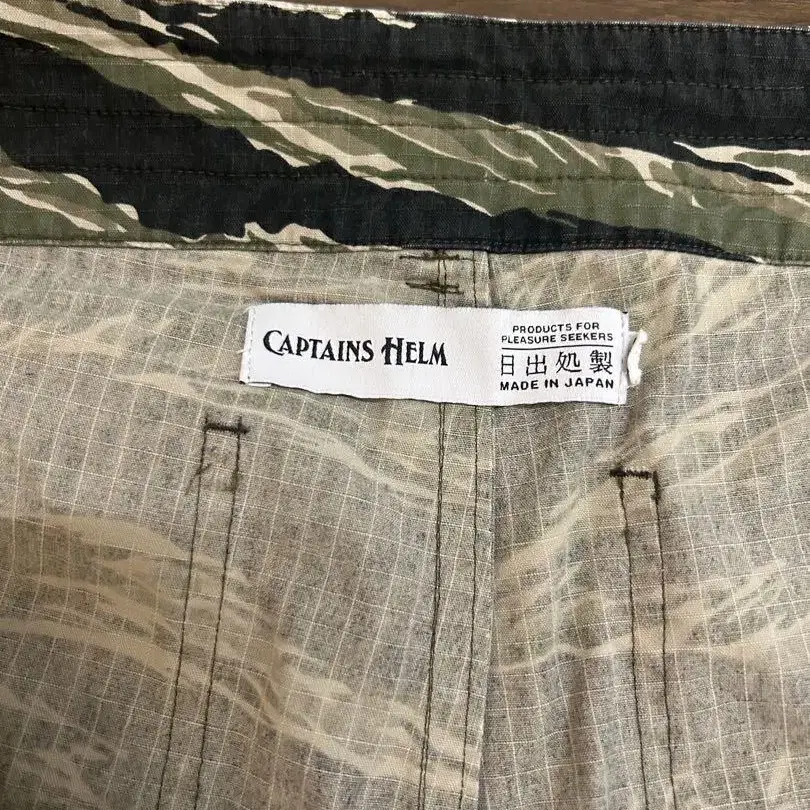 CAPTAINS HELM
PRODUCTS FOR
PLEASURE SEEKERS
日出処製
MADE IN JAPAN